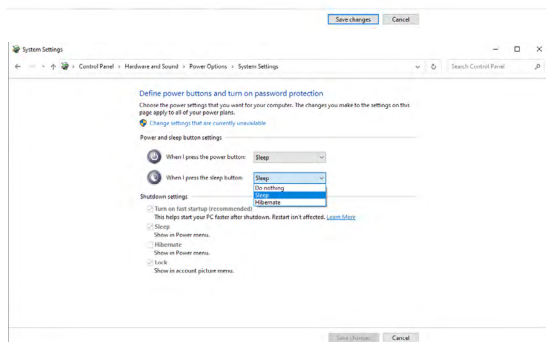 Save changes Cancel
System Settings
Control Panel > Hardware and Sound > Power Options > System Settings
Search Control Panel
Define power buttons and turn on password protection
Choose the power settings that you want for your computer. The changes you make to the settings on this
page apply to all of your power plans.
Change settings that are currently unavailable
Power and sleep button settings
When I press the power button: Sleep
When I press the sleep button: Sleep
Do nothing
Sleep
Hibernate
Shutdown settings
Turn on fast startup (recommended)
This helps start your PC faster after shutdown. Restart isn't affected. Learn More
Sleep
Show in Power menu.
Hibernate
Show in Power menu.
Lock
Show in account picture menu.
Save changes Cancel